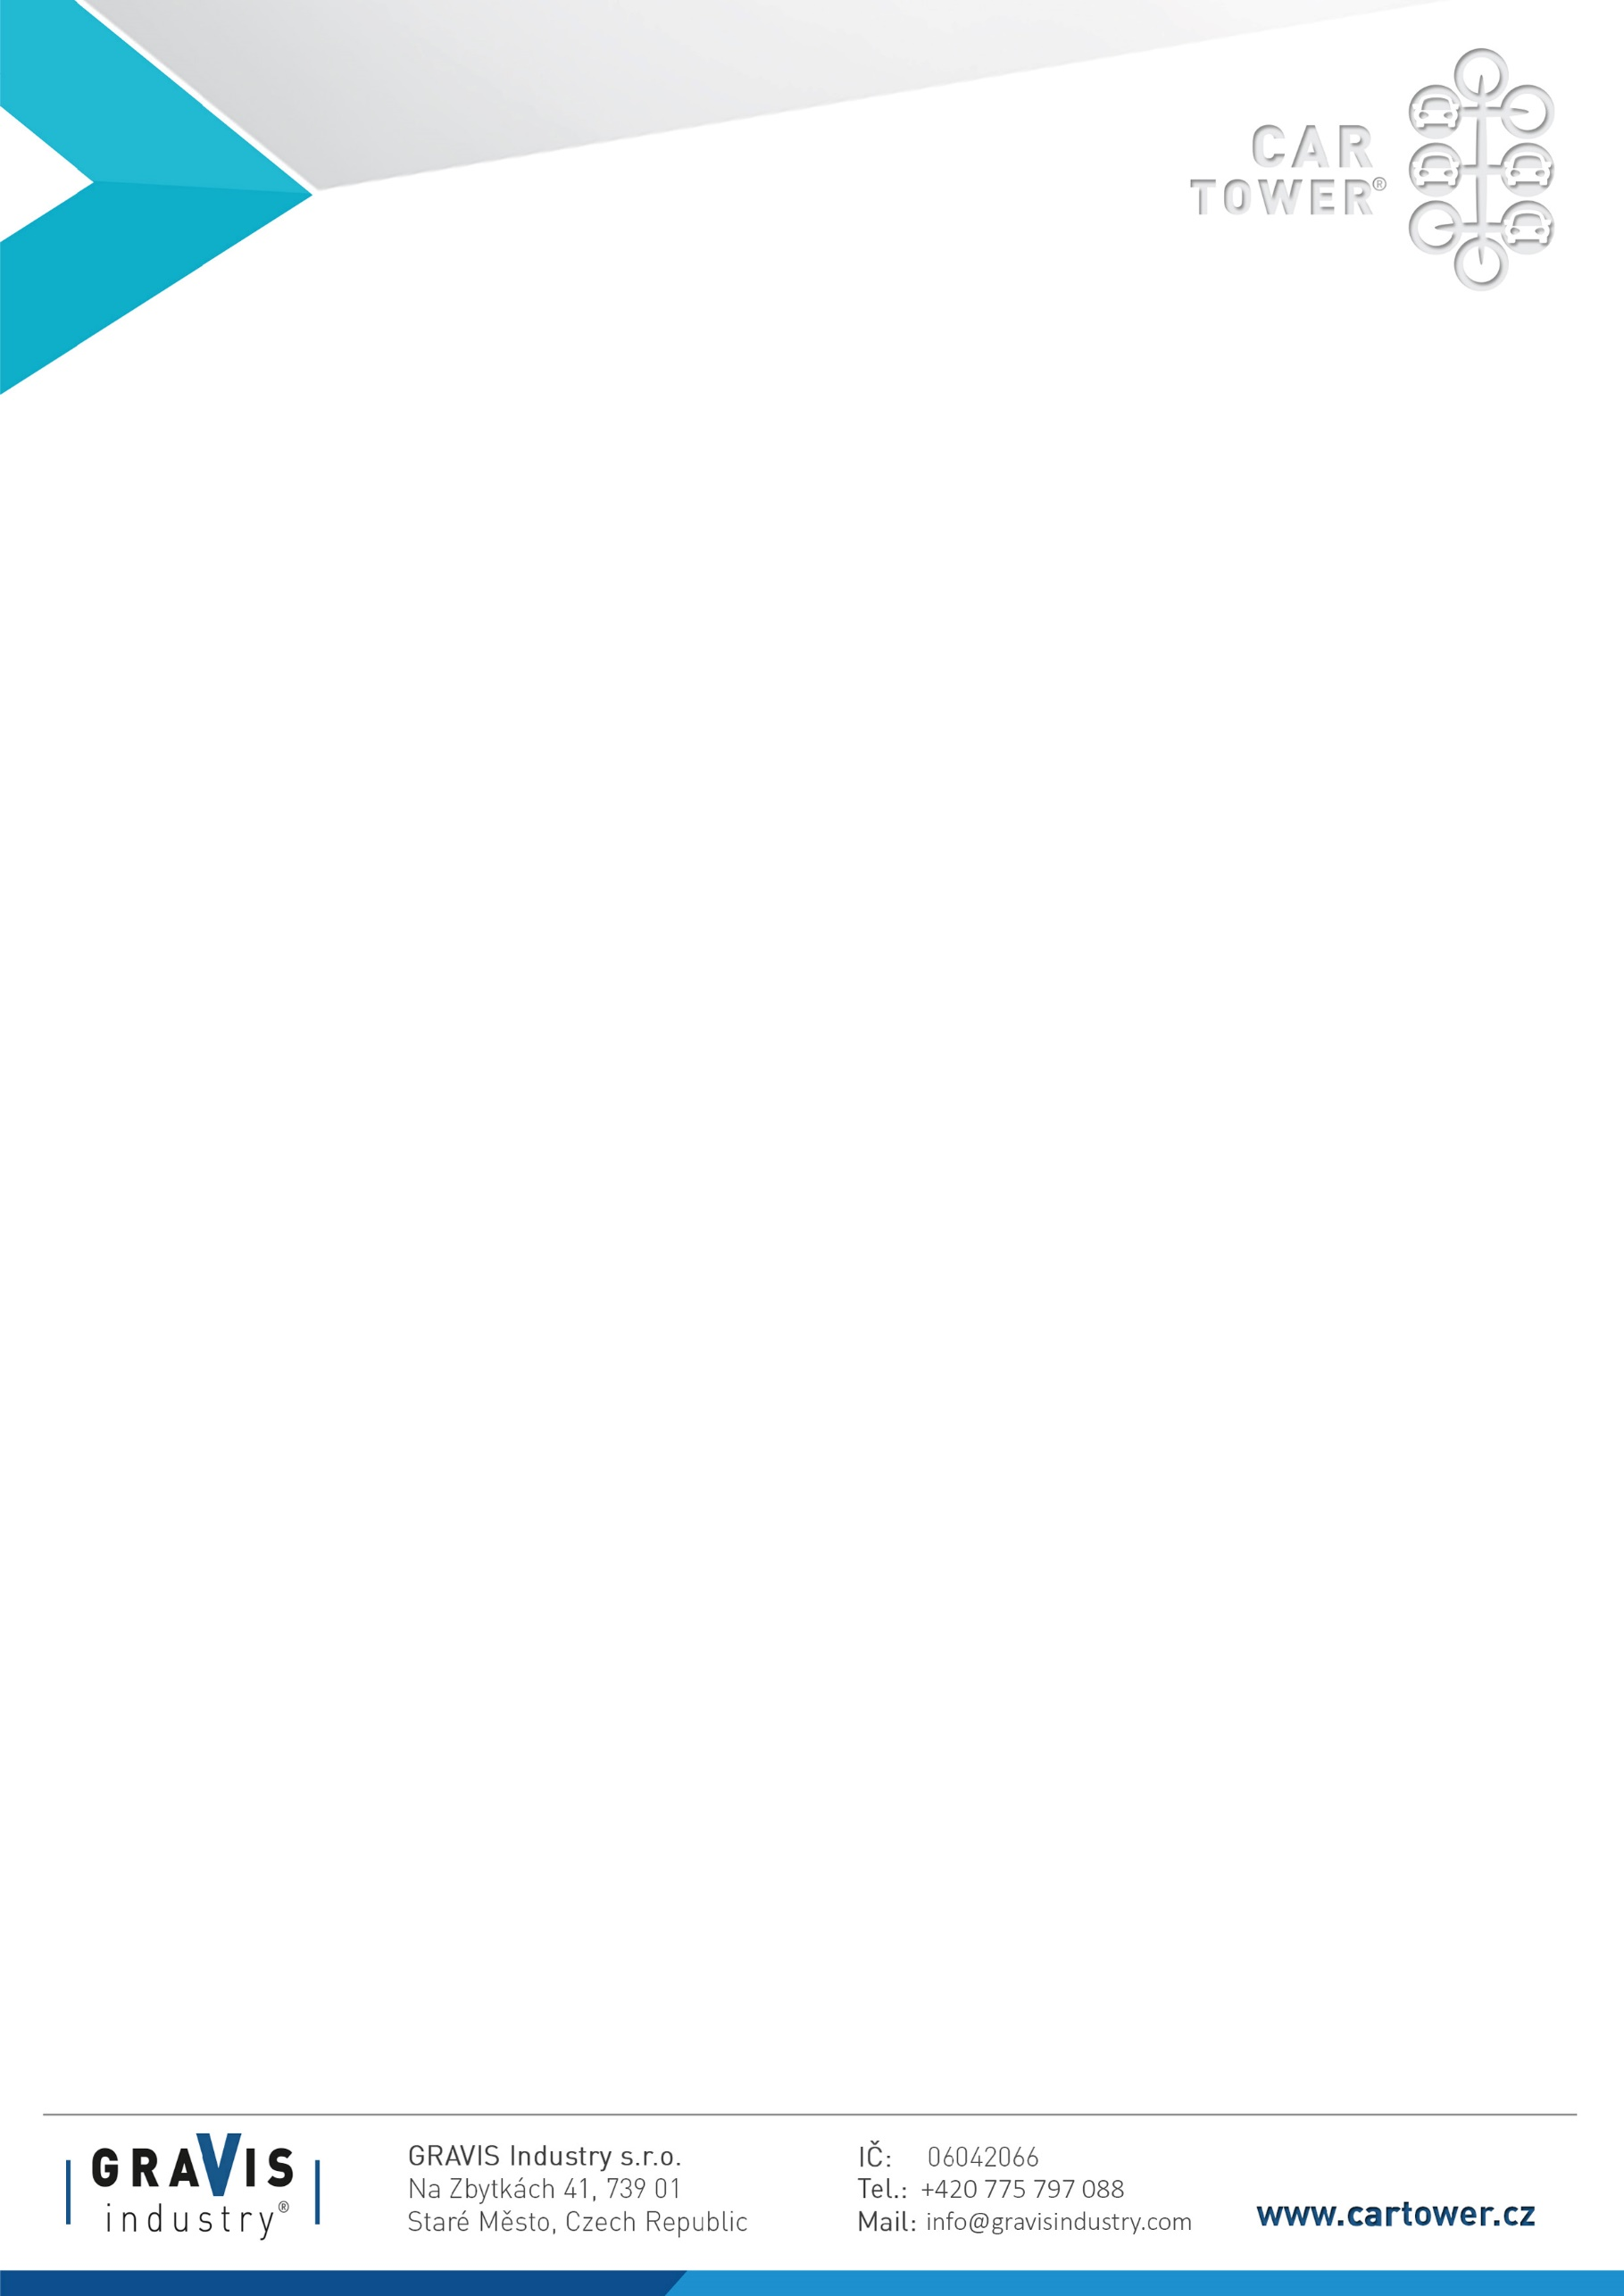 CAR
TOWER®
GRAVIS
industry®
GRAVIS Industry s.r.o.
Na Zbytkách 41, 739 01
Staré Město, Czech Republic
IČ: 06042066
Tel.: +420 775 797 088
Mail: info@gravisindustry.com
www.cartower.cz